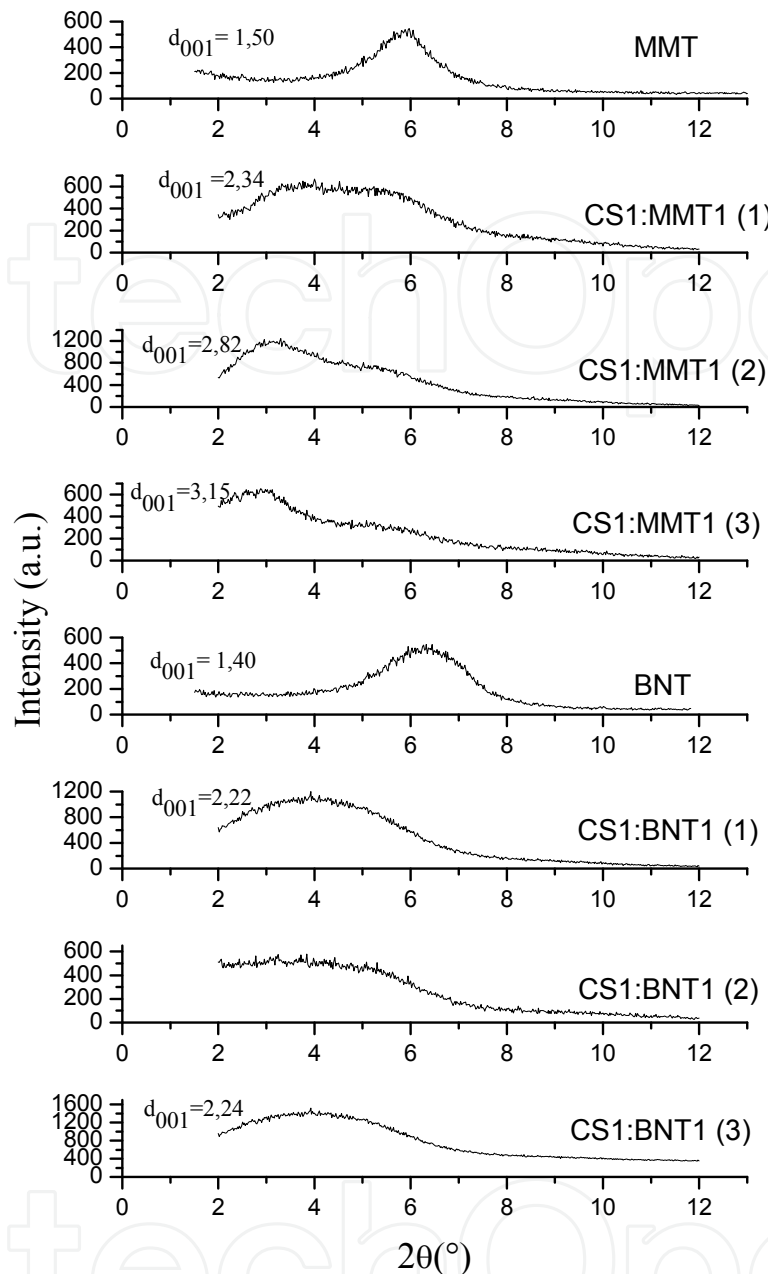 600
400
200
0
d001= 1,50
MMT
0 2 4 6 8 10 12
600
400
200
0
d001 =2,34
CS1:MMT1 (1)
0 2 4 6 8 10 12
1200
800
400
0
d001=2,82
CS1:MMT1 (2)
0 2 4 6 8 10 12
600
400
200
0
d001=3,15
CS1:MMT1 (3)
0 2 4 6 8 10 12
Intensity (a.u.)
600
400
200
0
d001= 1,40
BNT
0 2 4 6 8 10 12
1200
800
400
0
d001=2,22
CS1:BNT1 (1)
0 2 4 6 8 10 12
600
400
200
0
CS1:BNT1 (2)
0 2 4 6 8 10 12
1600
1200
800
400
0
d001=2,24
CS1:BNT1 (3)
0 2 4 6 8 10 12
2θ(°)